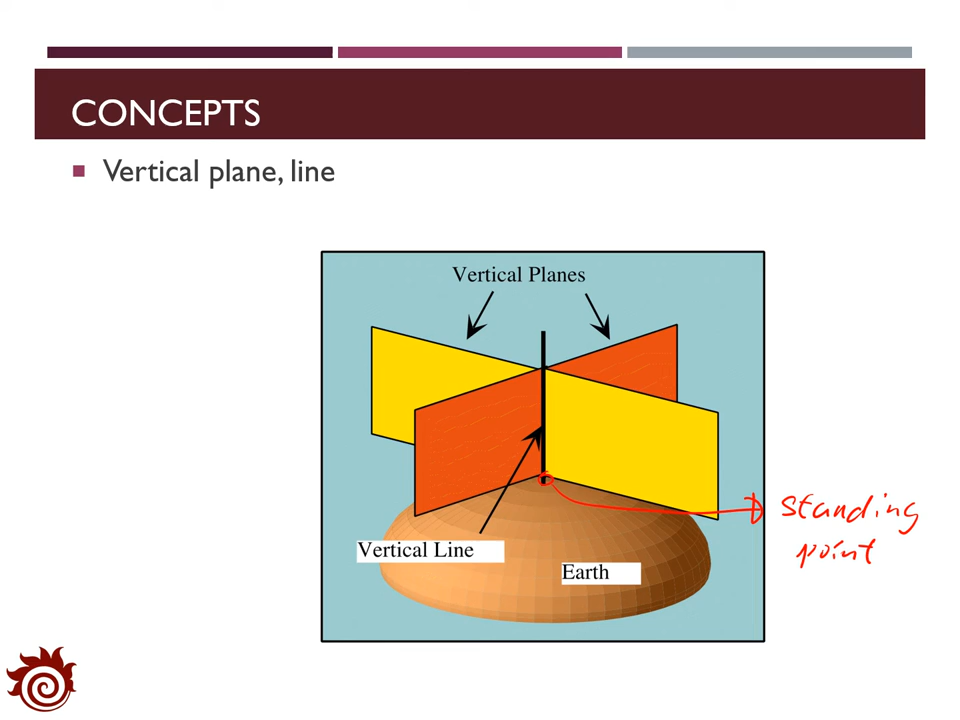 CONCEPTS
Vertical plane, line
Vertical Planes
Vertical Line
Earth
standing
point